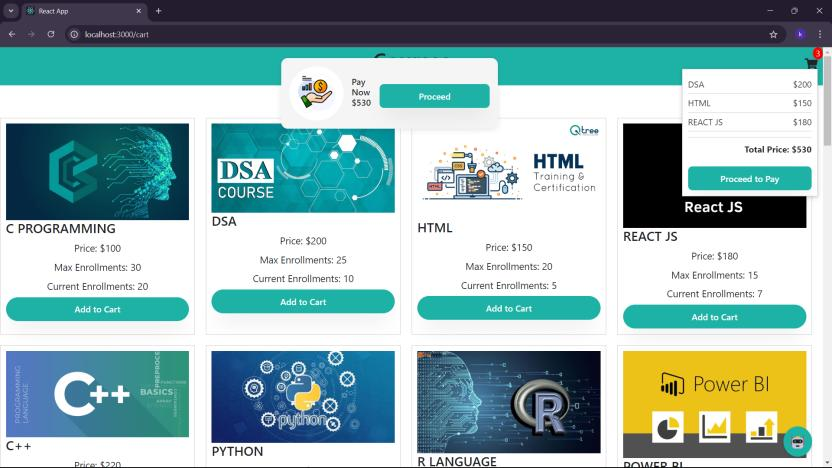 React App
localhost:3000/cart
k
3
Pay
Now
$530
Proceed
DSA $200
HTML $150
REACT JS $180
Total Price: $530
Proceed to Pay
C PROGRAMMING
Price: $100
Max Enrollments: 30
Current Enrollments: 20
Add to Cart
DSA
COURSE
DSA
Price: $200
Max Enrollments: 25
Current Enrollments: 10
Add to Cart
Qtree
HTML
Training &
Certification
HTML
Price: $150
Max Enrollments: 20
Current Enrollments: 5
Add to Cart
React JS
REACT JS
Price: $180
Max Enrollments: 15
Current Enrollments: 7
Add to Cart
PROGRAMMING
LANGUAGE
C++
BASICS
C++
Price: $220
python
PYTHON
R
R LANGUAGE
Power BI
POWER BI